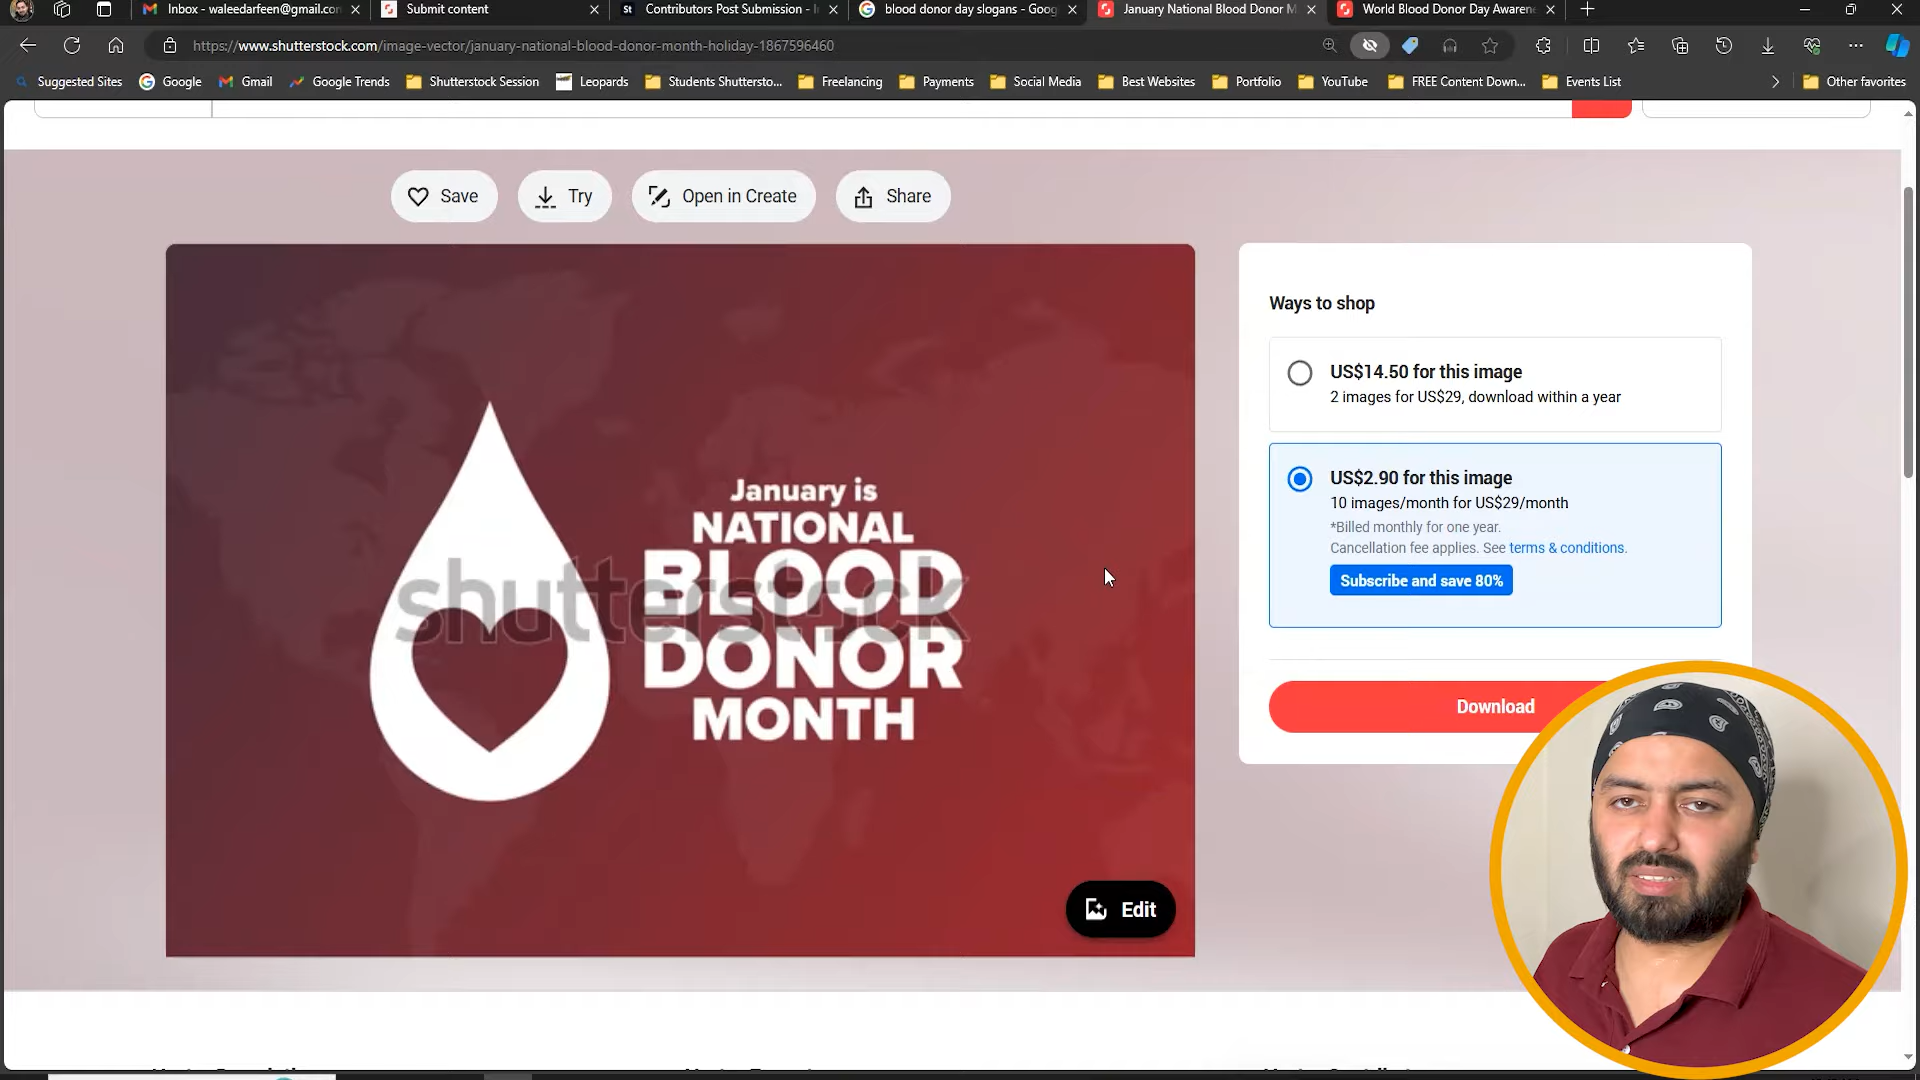 Inbox - waleedarfeen@gmail.con
Submit content
Contributors Post Submission - I
blood donor day slogans - Goog
January National Blood Donor M
World Blood Donor Day Awaren
https://www.shutterstock.com/image-vector/january-national-blood-donor-month-holiday-1867596460
Suggested Sites
Google
Gmail
Google Trends
Shutterstock Session
Leopards
Students Shuttersto...
Freelancing
Payments
Social Media
Best Websites
Portfolio
YouTube
FREE Content Down...
Events List
Other favorites
Save
Try
Open in Create
Share
January is
NATIONAL
BLOOD
DONOR
MONTH
shutterstock
Edit
Ways to shop
US$14.50 for this image
2 images for US$29, download within a year
US$2.90 for this image
10 images/month for US$29/month
*Billed monthly for one year.
Cancellation fee applies. See terms & conditions.
Subscribe and save 80%
Download